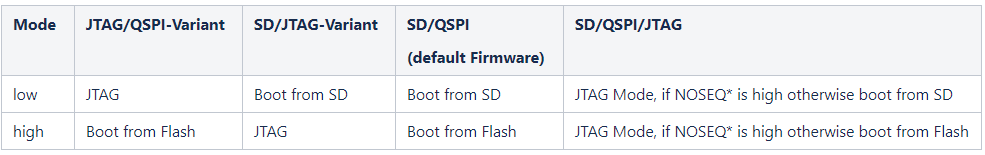 Mode JTAG/QSPI-Variant SD/JTAG-Variant SD/QSPI SD/QSPI/JTAG
(default Firmware)
low JTAG Boot from SD Boot from SD JTAG Mode, if NOSEQ* is high otherwise boot from SD
high Boot from Flash JTAG Boot from Flash JTAG Mode, if NOSEQ* is high otherwise boot from Flash